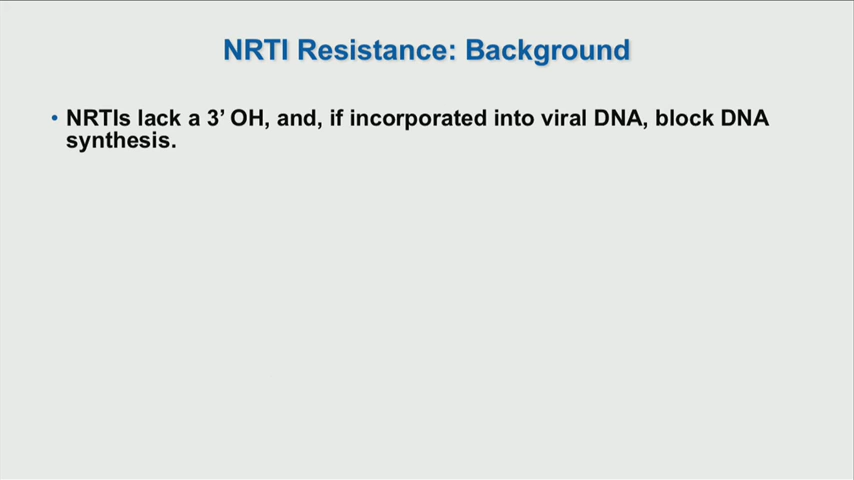 NRTI Resistance: Background
• NRTIs lack a 3’ OH, and, if incorporated into viral DNA, block DNA
synthesis.